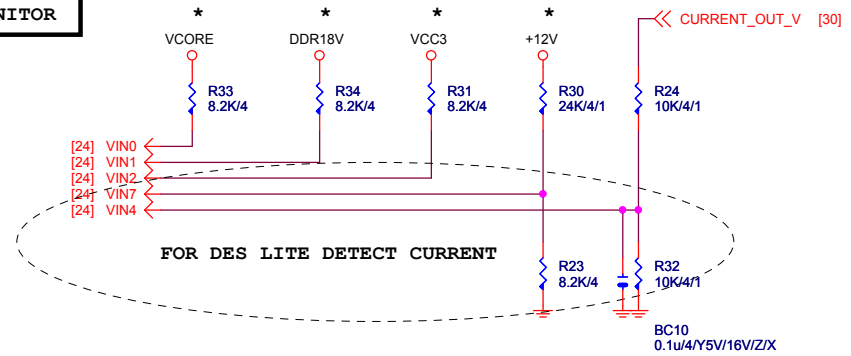 NITOR
* * * *
VCORE DDR18V VCC3 +12V
CURRENT_OUT_V [30]
R33
8.2K/4
R34
8.2K/4
R31
8.2K/4
R30
24K/4/1
R24
10K/4/1
[24] VIN0
[24] VIN1
[24] VIN2
[24] VIN7
[24] VIN4
FOR DES LITE DETECT CURRENT
R23
8.2K/4
R32
10K/4/1
BC10
0.1u/4/Y5V/16V/Z/X